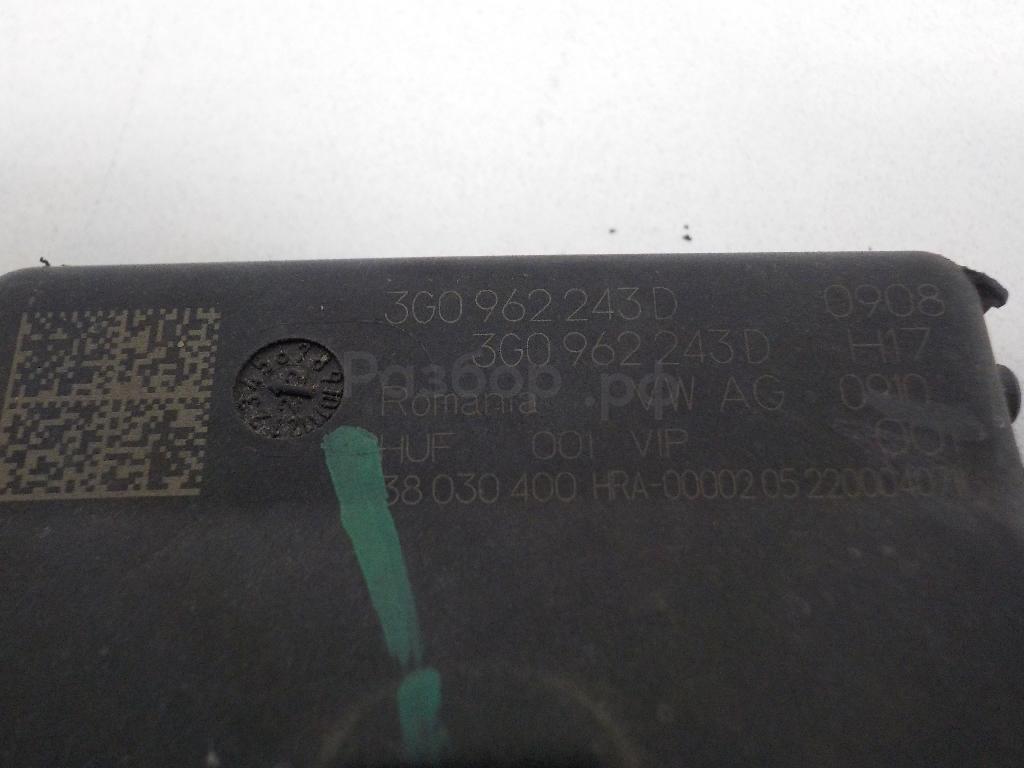 3G0 962 243 D 0908
3G0 962 243 D H17
Romania VW AG 0910
HUF 001 VIP 001
38 030 400 HRA-00002 05
Разбор.рф